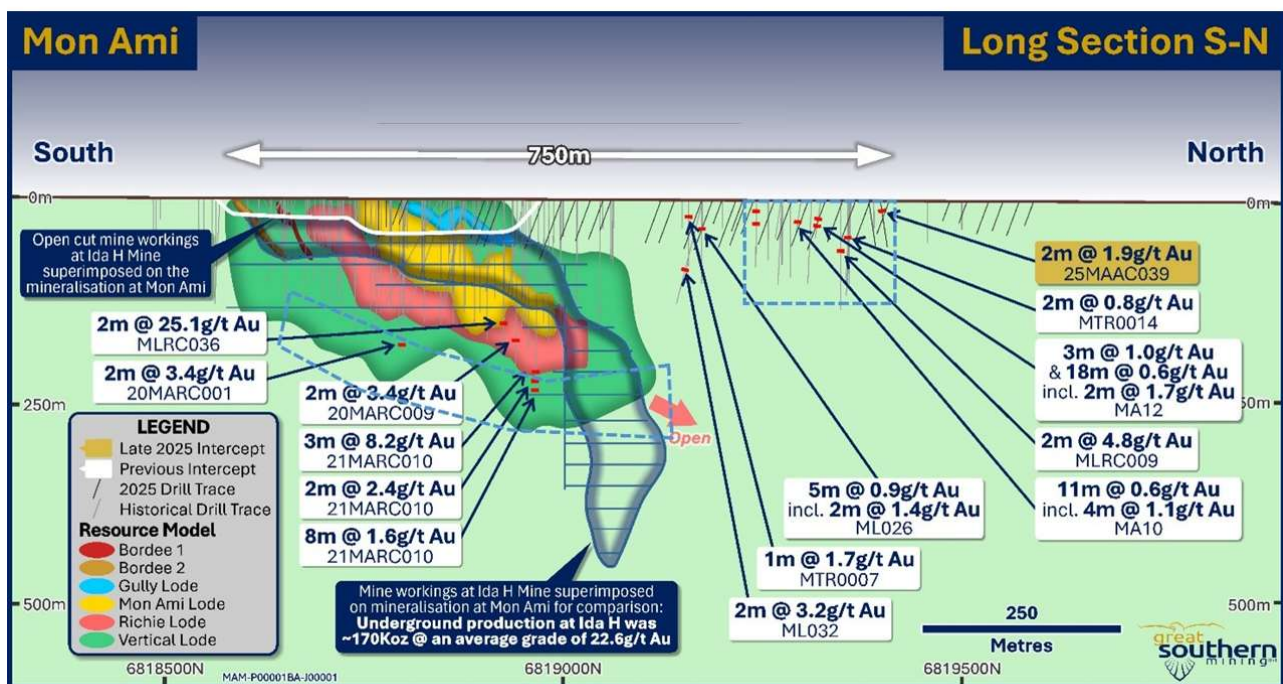 Mon Ami
Long Section S-N
South
750m
North
0m
0m
Open cut mine workings
at Ida H Mine
superimposed on the
mineralisation at Mon Ami
2m @ 25.1g/t Au
MLRC036
2m @ 3.4g/t Au
20MARC001
2m @ 3.4g/t Au
20MARC009
3m @ 8.2g/t Au
21MARC010
2m @ 2.4g/t Au
21MARC010
8m @ 1.6g/t Au
21MARC010
250m
50m
Open
2m @ 1.9g/t Au
25MAAC039
2m @ 0.8g/t Au
MTR0014
3m @ 1.0g/t Au
& 18m @ 0.6g/t Au
incl. 2m @ 1.7g/t Au
MA12
2m @ 4.8g/t Au
MLRC009
11m @ 0.6g/t Au
incl. 4m @ 1.1g/t Au
MA10
5m @ 0.9g/t Au
incl. 2m @ 1.4g/t Au
ML026
1m @ 1.7g/t Au
MTR0007
2m @ 3.2g/t Au
ML032
LEGEND
Late 2025 Intercept
Previous Intercept
2025 Drill Trace
Historical Drill Trace
Resource Model
Bordee 1
Bordee 2
Gully Lode
Mon Ami Lode
Richie Lode
Vertical Lode
Mine workings at Ida H Mine superimposed
on mineralisation at Mon Ami for comparison:
Underground production at Ida H was
~170Koz @ an average grade of 22.6g/t Au
500m
500m
250
Metres
great
southern
mining
6818500N
6819000N
6819500N
MAM-P00001BA-J00001